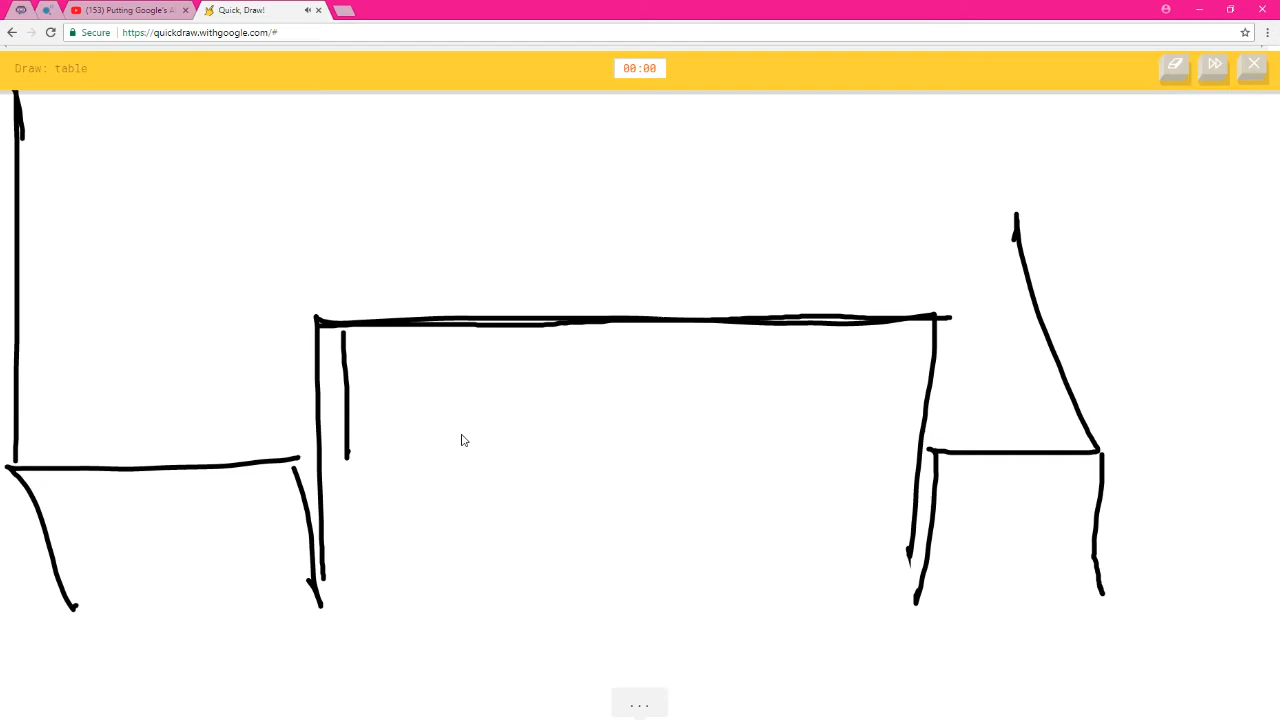 (153) Putting Google's A
Quick, Draw!
Secure
https://quickdraw.withgoogle.com/#
Draw: table
00:00
...